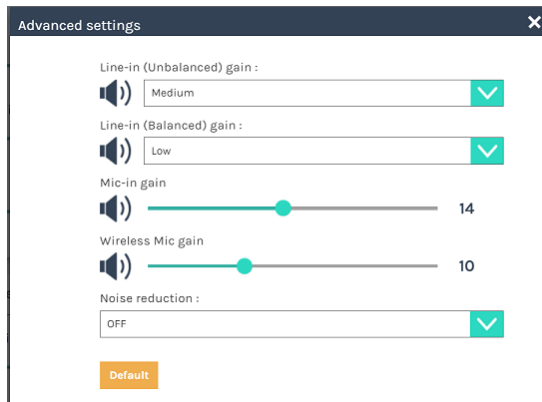 Advanced settings
Line-in (Unbalanced) gain :
Medium
Line-in (Balanced) gain :
Low
Mic-in gain
14
Wireless Mic gain
10
Noise reduction :
OFF
Default